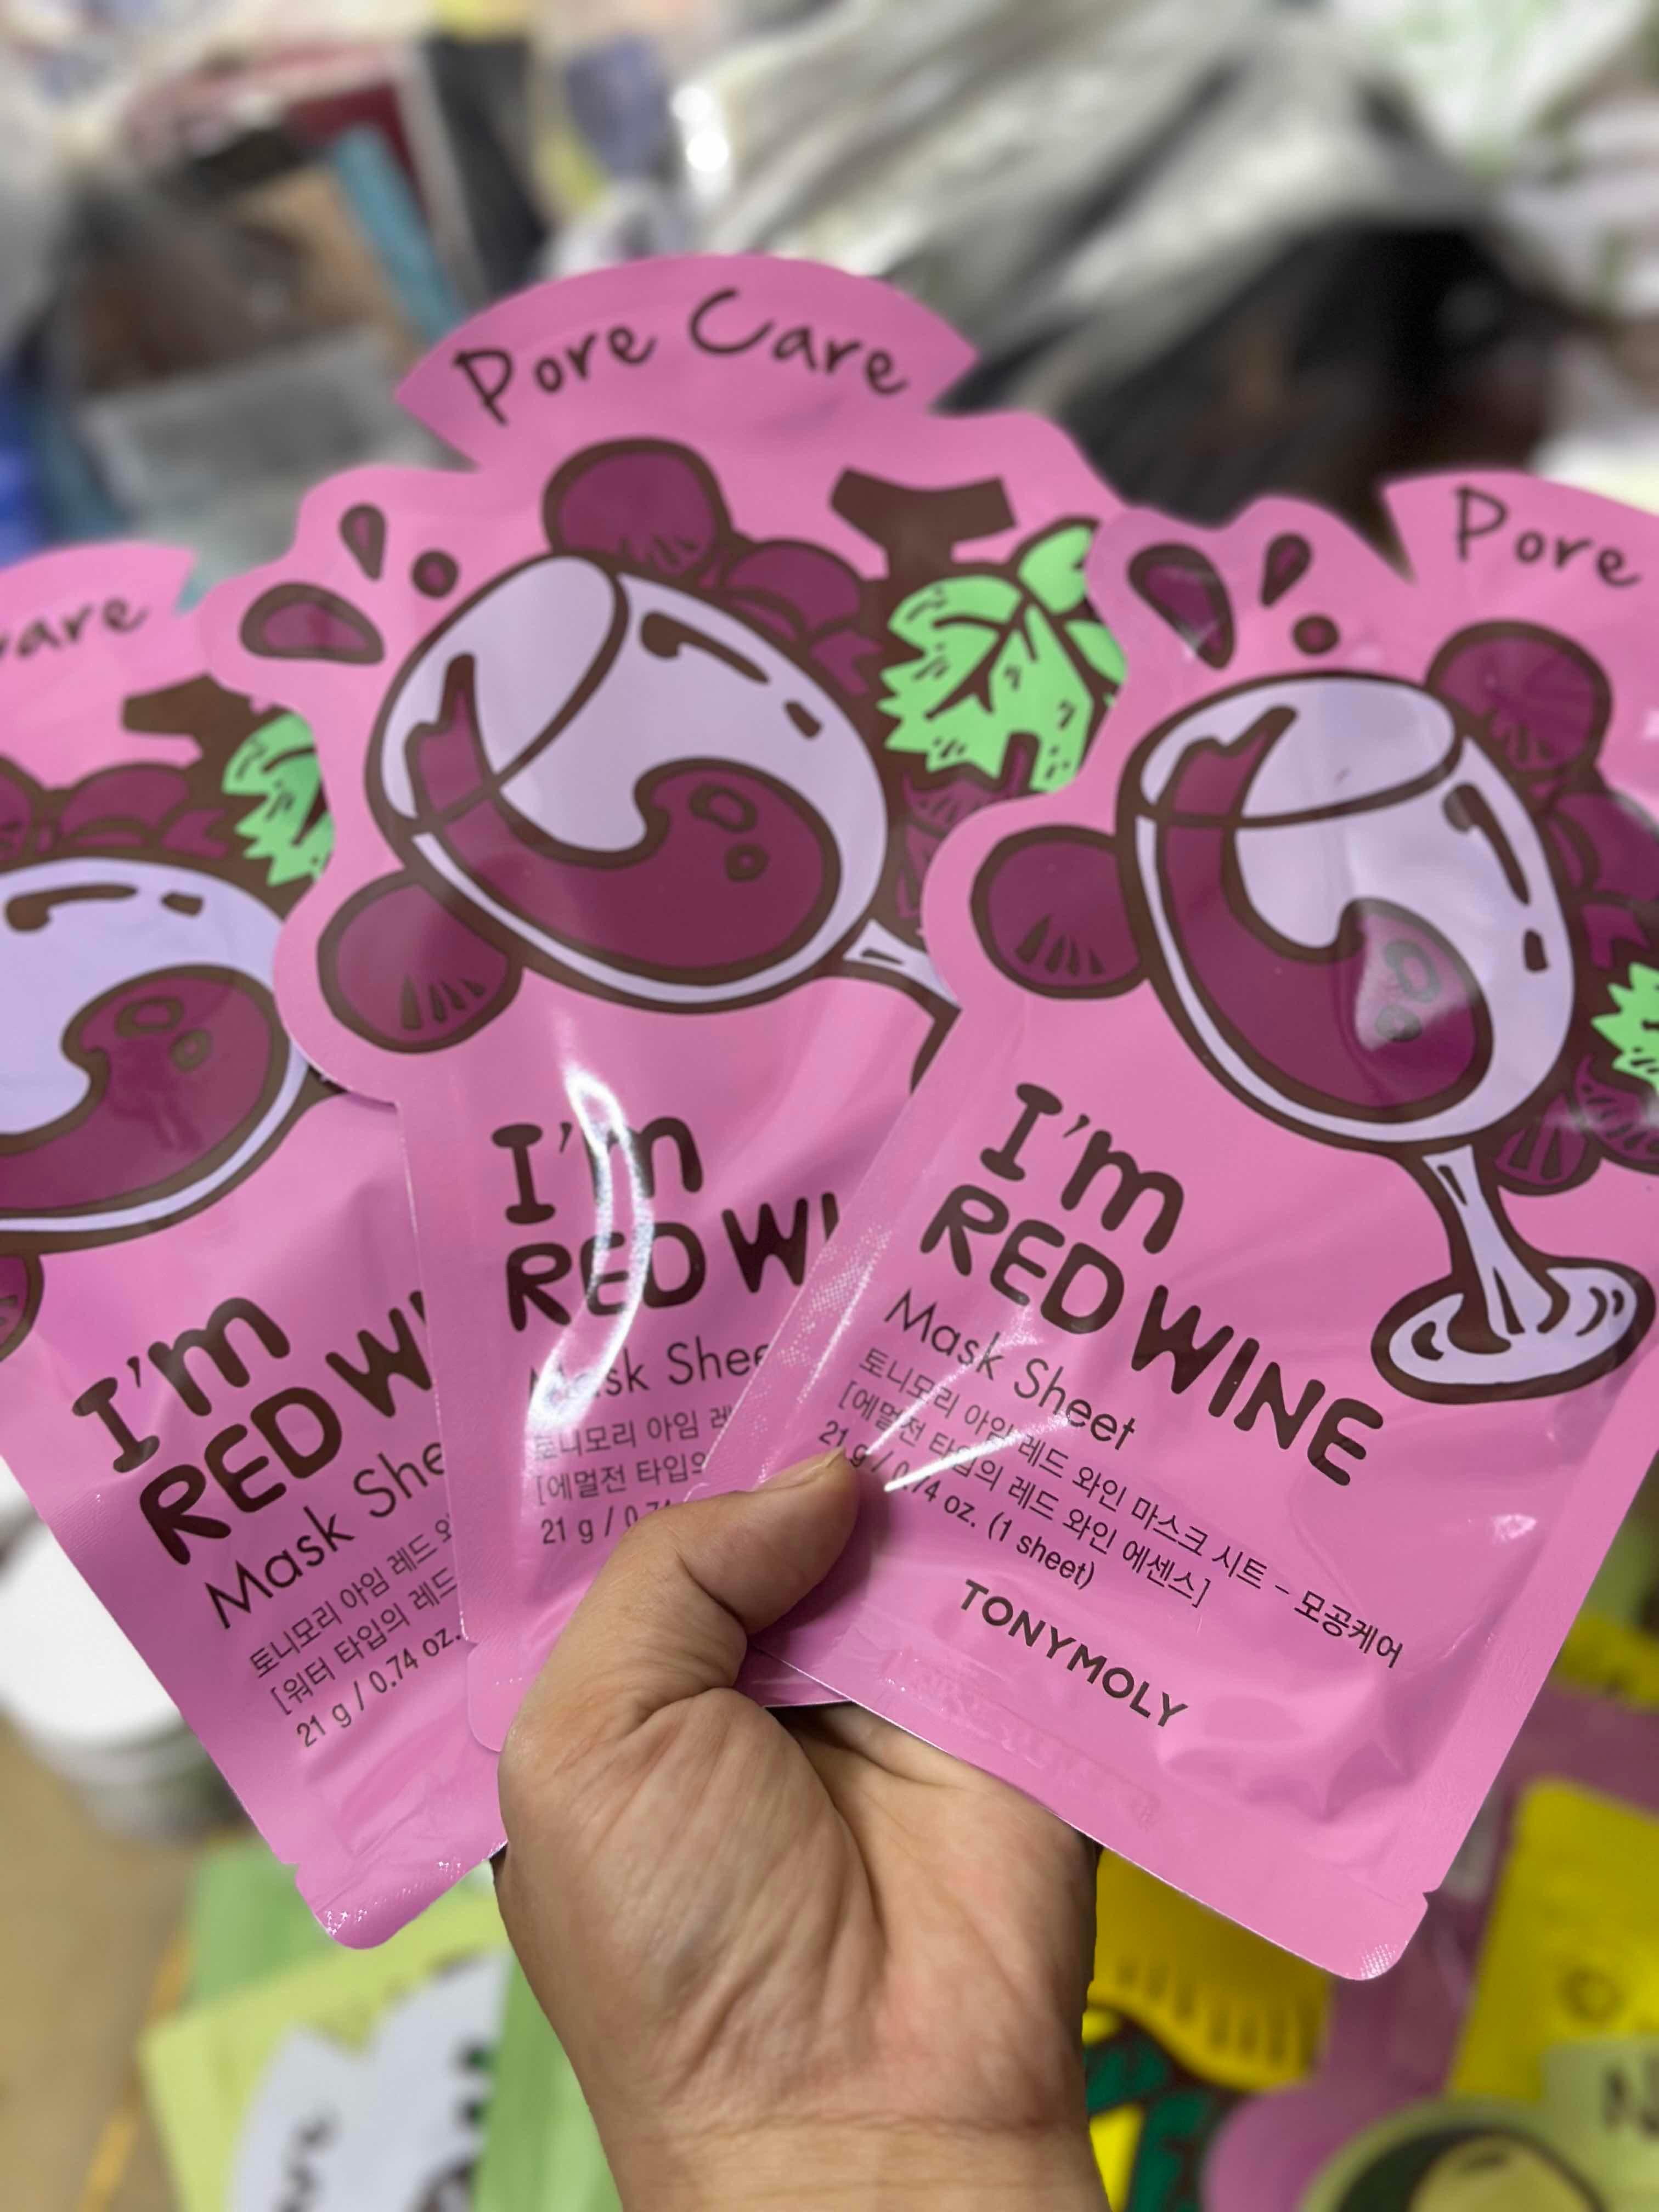 are
I'm
RED WI
Mask She
토니모리 아임 레드 와
[워터 타입의 레드
21 g / 0.74 oz.
Pore Care
I'm
RED WI
Mask Shee
토니모리 아임 레
[에멀전 타입의
21 g / 0.74
Pore
I'm
RED WINE
Mask Sheet
토니모리 아임 레드 와인 마스크 시트 - 모공케어
[에멀전 타입의 레드 와인 에센스]
21 g / 0.74 oz. (1 sheet)
TONYMOLY